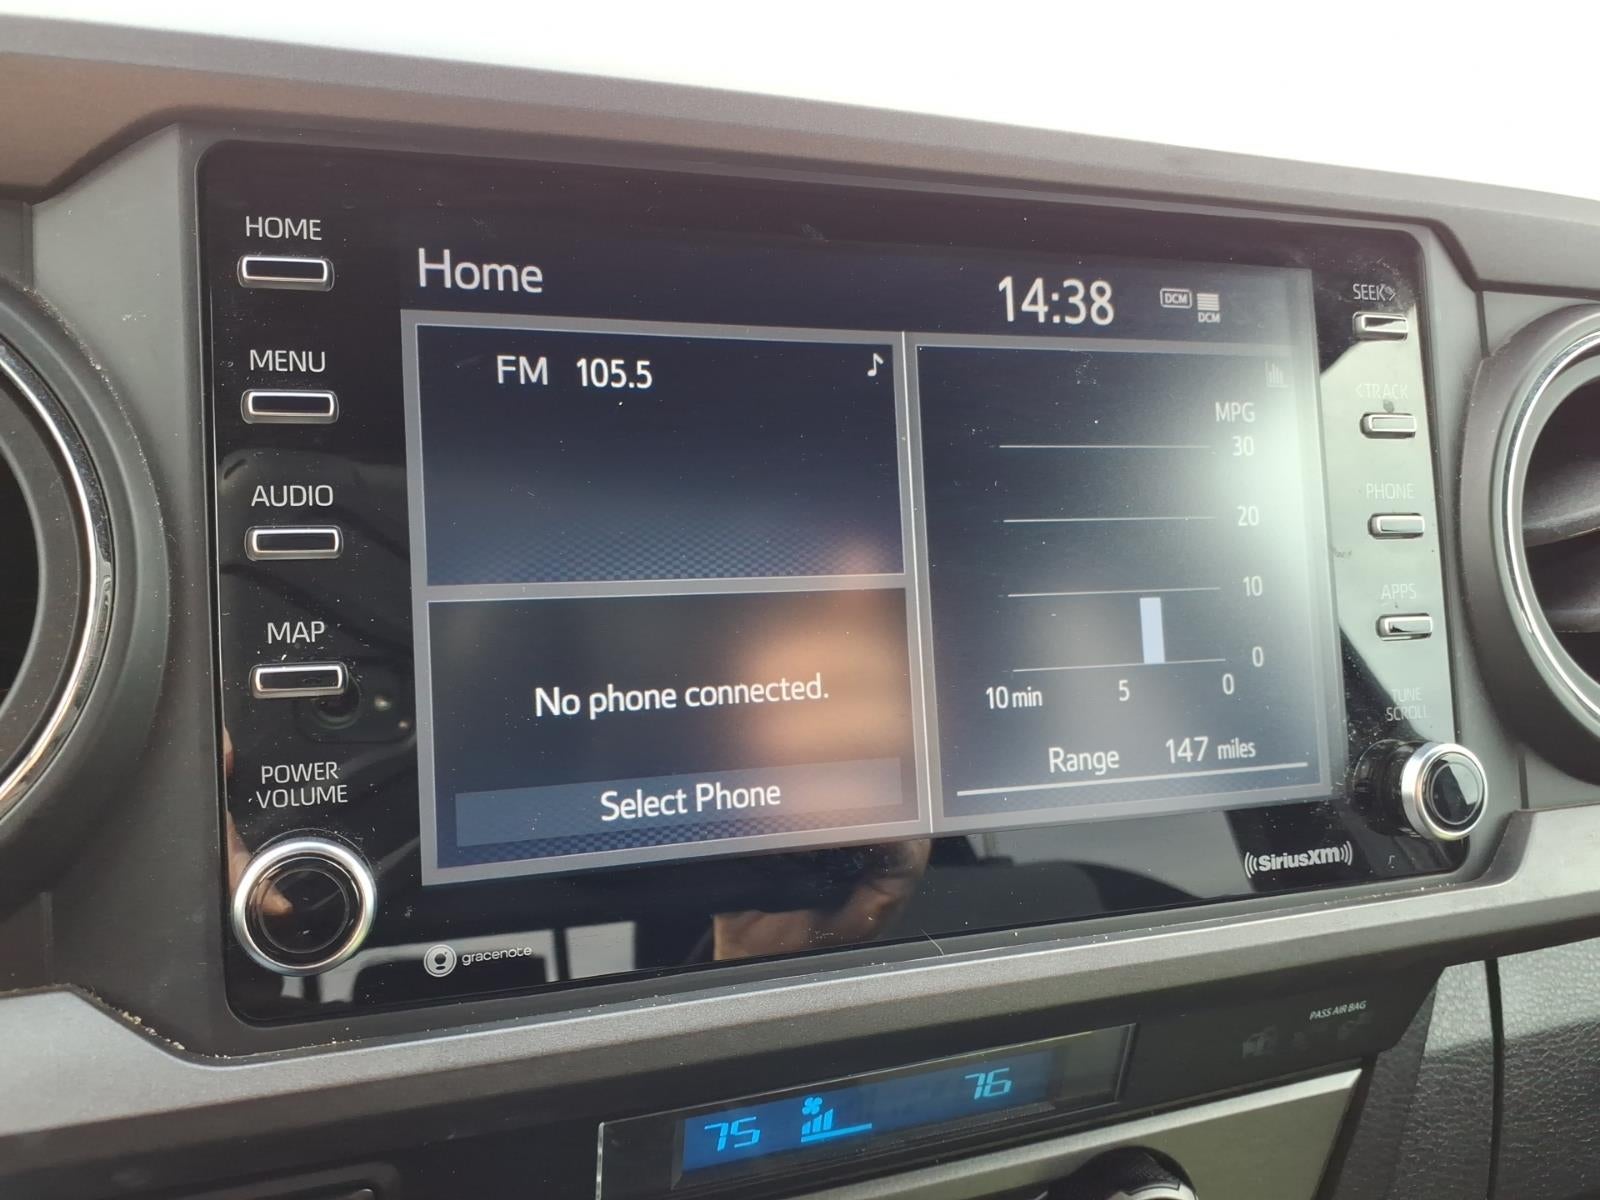 HOME
MENU
AUDIO
MAP
POWER
VOLUME
Home
14:38
DCM
DCM
FM 105.5
No phone connected.
Select Phone
MPG
30
20
10
0
10 min 5 0
Range 147 miles
SEEK>
<TRACK
PHONE
APPS
TUNE
SCROLL
gracenote
((SiriusXM))
PASS AIR BAG
75
76